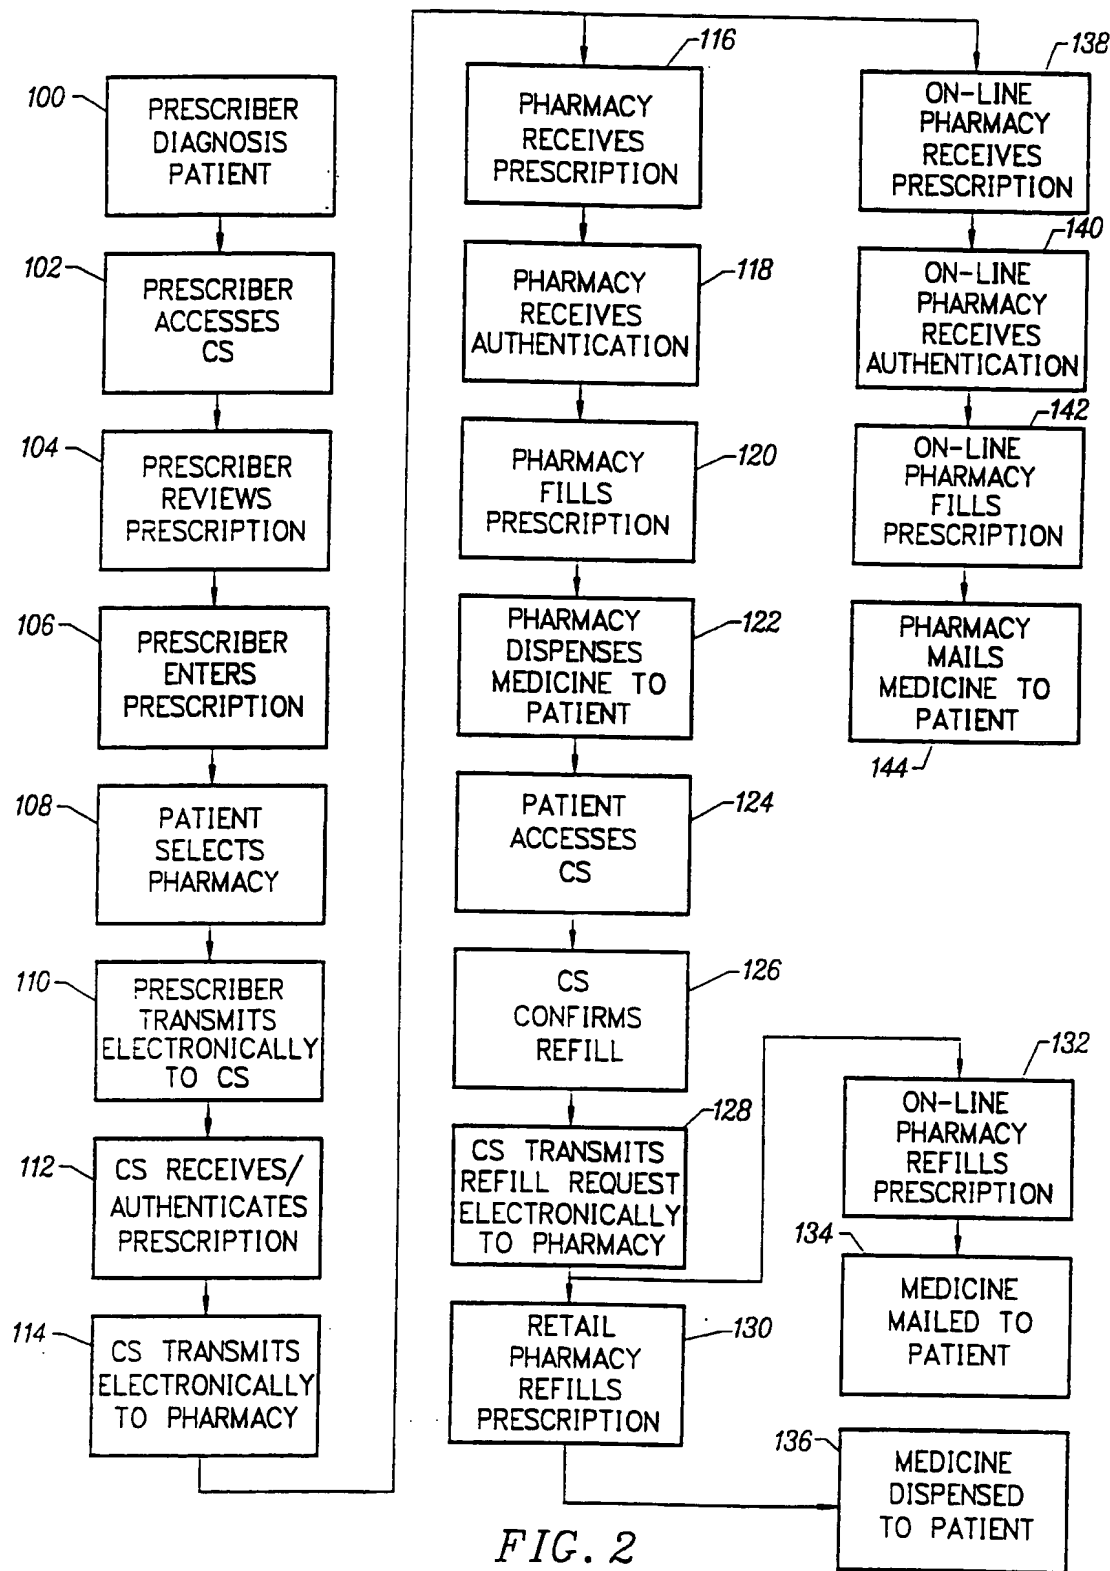 100
PRESCRIBER
DIAGNOSIS
PATIENT
102
PRESCRIBER
ACCESSES
CS
104
PRESCRIBER
REVIEWS
PRESCRIPTION
106
PRESCRIBER
ENTERS
PRESCRIPTION
108
PATIENT
SELECTS
PHARMACY
110
PRESCRIBER
TRANSMITS
ELECTRONICALLY
TO CS
112
CS RECEIVES/
AUTHENTICATES
PRESCRIPTION
114
CS TRANSMITS
ELECTRONICALLY
TO PHARMACY
116
PHARMACY
RECEIVES
PRESCRIPTION
118
PHARMACY
RECEIVES
AUTHENTICATION
120
PHARMACY
FILLS
PRESCRIPTION
122
PHARMACY
DISPENSES
MEDICINE TO
PATIENT
124
PATIENT
ACCESSES
CS
126
CS
CONFIRMS
REFILL
128
CS TRANSMITS
REFILL REQUEST
ELECTRONICALLY
TO PHARMACY
130
RETAIL
PHARMACY
REFILLS
PRESCRIPTION
138
ON-LINE
PHARMACY
RECEIVES
PRESCRIPTION
140
ON-LINE
PHARMACY
RECEIVES
AUTHENTICATION
142
ON-LINE
PHARMACY
FILLS
PRESCRIPTION
PHARMACY
MAILS
MEDICINE TO
PATIENT
144
132
ON-LINE
PHARMACY
REFILLS
PRESCRIPTION
134
MEDICINE
MAILED TO
PATIENT
136
MEDICINE
DISPENSED
TO PATIENT
FIG. 2